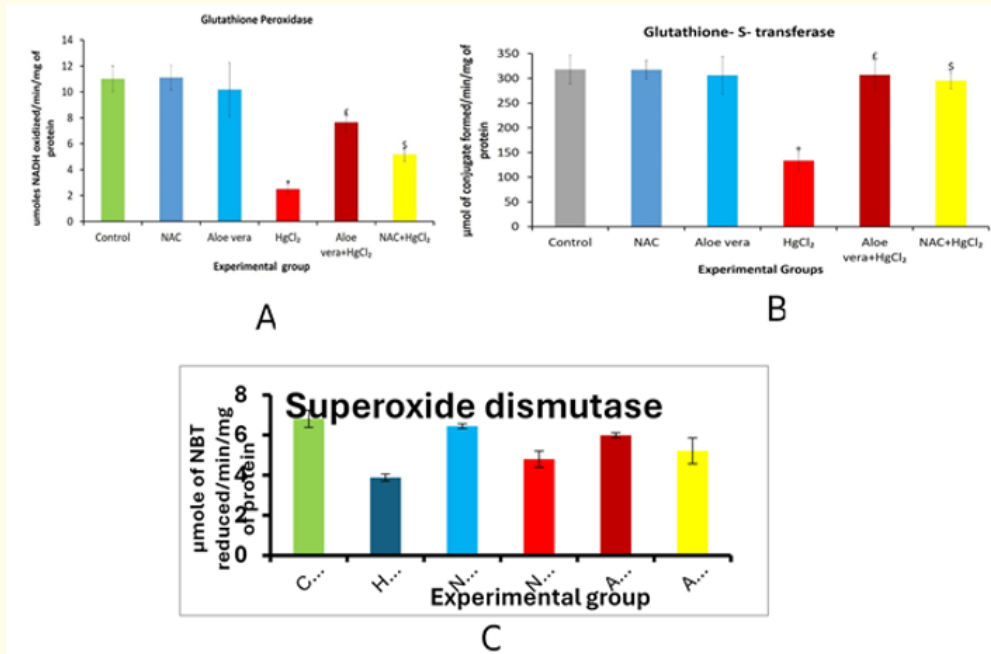 Glutathione Peroxidase
umoles NADH oxidized/min/mg of
protein
14
12
10
8
6
4
2
0
*
€
$
Control NAC Aloe vera HgCl₂ Aloe NAC+HgCl₂
vera+HgCl₂
Experimental group
A
Glutathione- S- transferase
µmol of conjugate formed/min/mg of
protein
350
300
250
200
150
100
50
0
*
€
$
Control NAC Aloe vera HgCl₂ Aloe NAC+HgCl₂
vera+HgCl₂
Experimental Groups
B
Superoxide dismutase
µmole of NBT
reduced/min/mg
of protein
8
6
4
2
0
C... H... N... N... A... A...
Experimental group
C